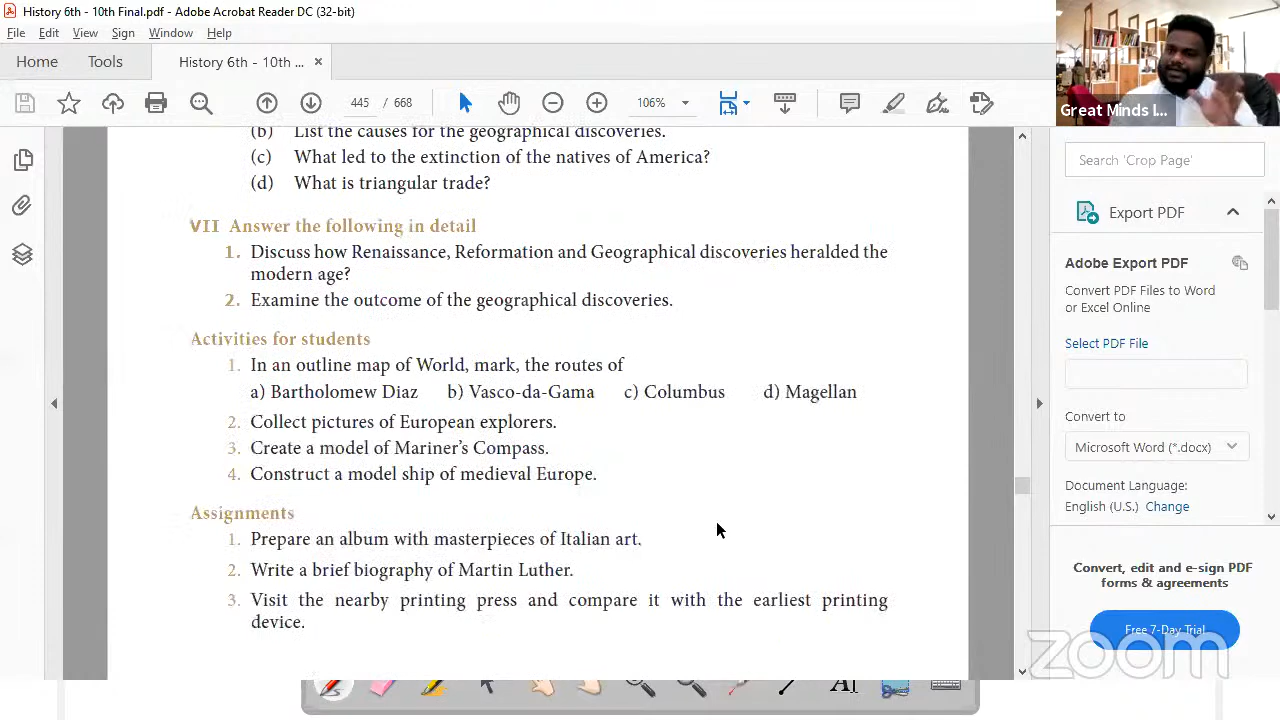 History 6th - 10th Final.pdf - Adobe Acrobat Reader DC (32-bit)
File Edit View Sign Window Help
Home Tools History 6th - 10th ... ×
445 / 668 106%
Great Minds I...
(b) List the causes for the geographical discoveries.
(c) What led to the extinction of the natives of America?
(d) What is triangular trade?
VII Answer the following in detail
1. Discuss how Renaissance, Reformation and Geographical discoveries heralded the
modern age?
2. Examine the outcome of the geographical discoveries.
Activities for students
1. In an outline map of World, mark, the routes of
a) Bartholomew Diaz b) Vasco-da-Gama c) Columbus d) Magellan
2. Collect pictures of European explorers.
3. Create a model of Mariner’s Compass.
4. Construct a model ship of medieval Europe.
Assignments
1. Prepare an album with masterpieces of Italian art.
2. Write a brief biography of Martin Luther.
3. Visit the nearby printing press and compare it with the earliest printing
device.
Search 'Crop Page'
Export PDF
Adobe Export PDF
Convert PDF Files to Word
or Excel Online
Select PDF File
Convert to
Microsoft Word (*.docx)
Document Language:
English (U.S.) Change
Convert, edit and e-sign PDF
forms & agreements
Free 7-Day Trial
zoom
A